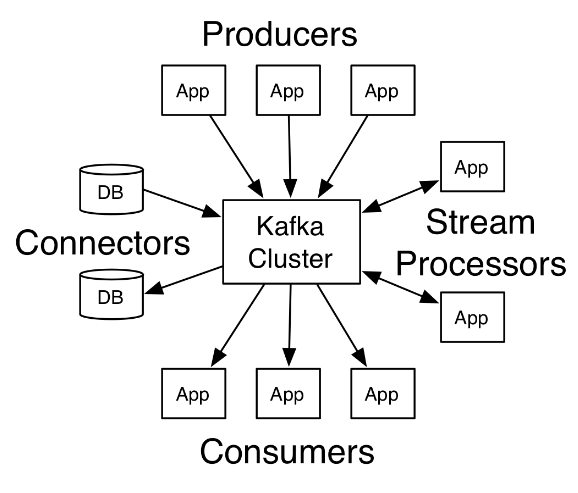 Producers
App
App
App
DB
App
Kafka
Cluster
Stream
Processors
Connectors
DB
App
App
App
App
Consumers